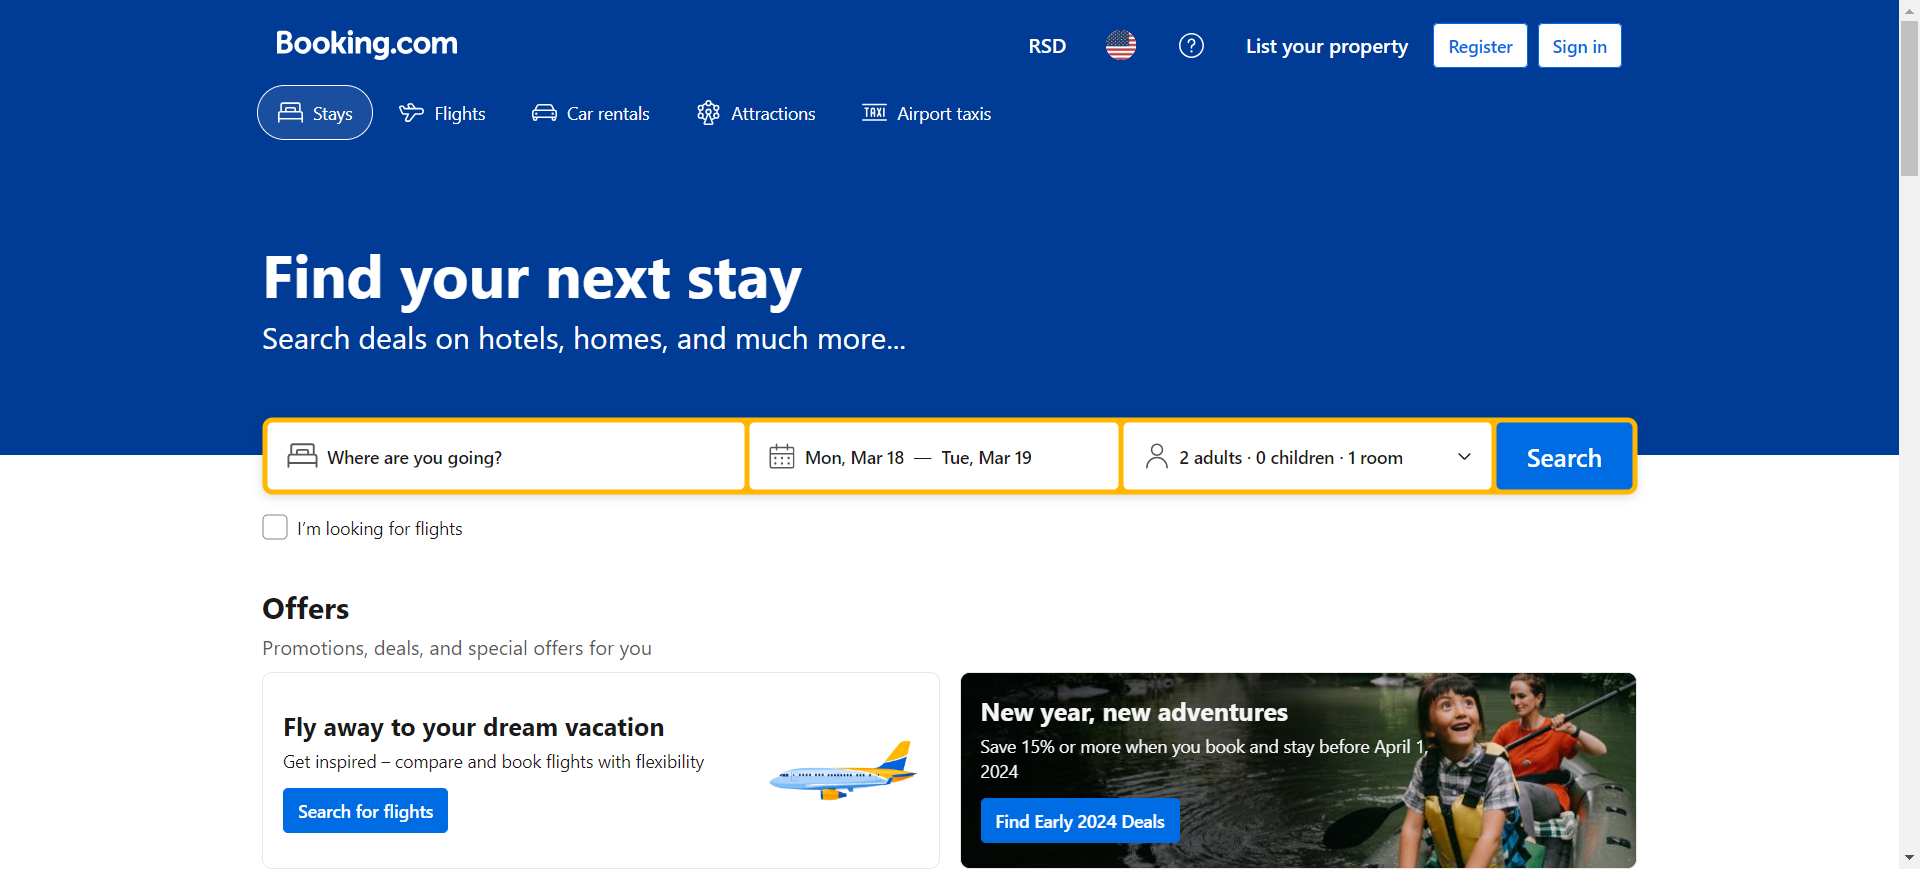 Booking.com
RSD
List your property
Register
Sign in
Stays
Flights
Car rentals
Attractions
TAXI
Airport taxis
Find your next stay
Search deals on hotels, homes, and much more...
Where are you going?
Mon, Mar 18 — Tue, Mar 19
2 adults · 0 children · 1 room
Search
I’m looking for flights
Offers
Promotions, deals, and special offers for you
Fly away to your dream vacation
Get inspired – compare and book flights with flexibility
Search for flights
New year, new adventures
Save 15% or more when you book and stay before April 1,
2024
Find Early 2024 Deals